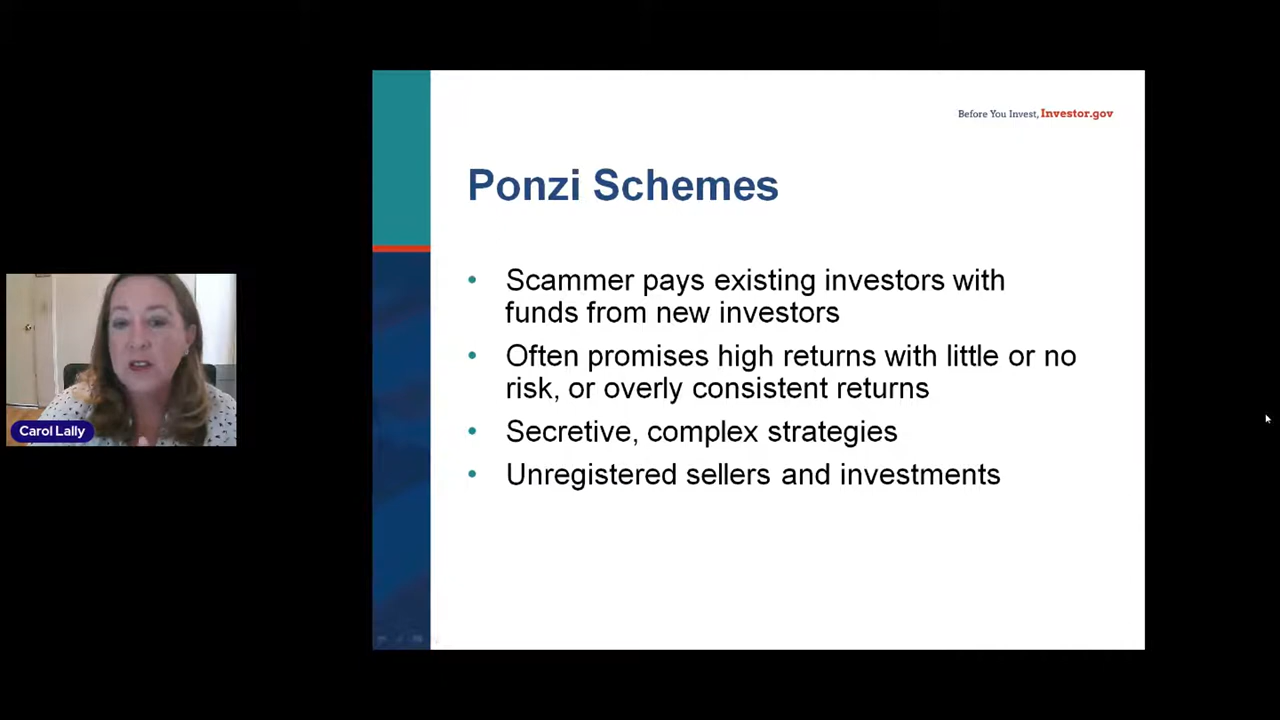 Before You Invest, Investor.gov
Ponzi Schemes
• Scammer pays existing investors with
funds from new investors
• Often promises high returns with little or no
risk, or overly consistent returns
• Secretive, complex strategies
• Unregistered sellers and investments
Carol Lally